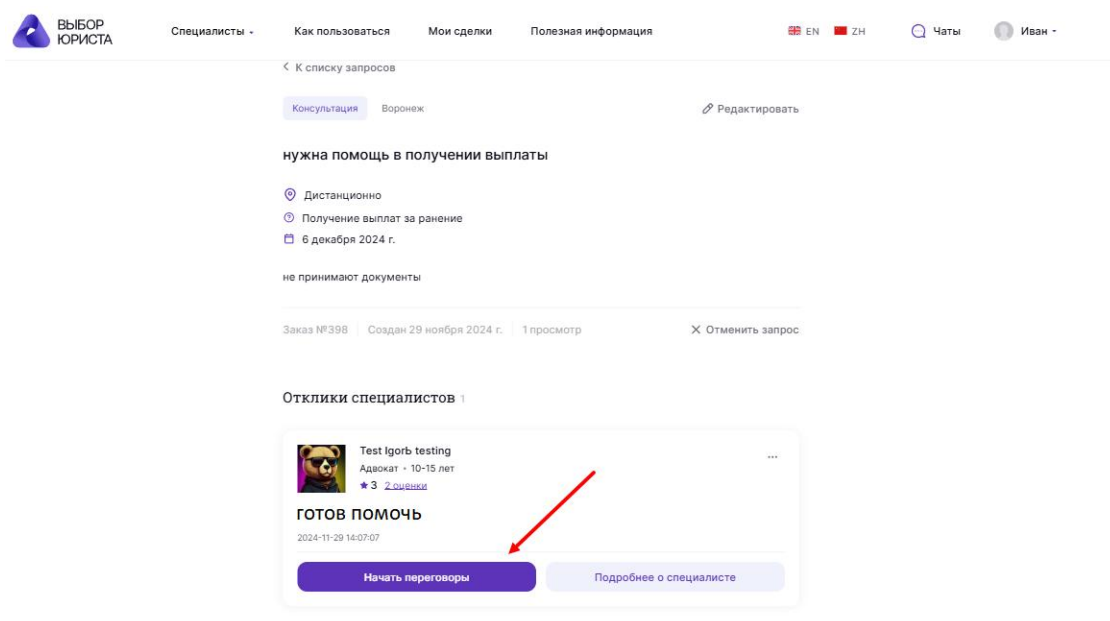 ВЫБОР
ЮРИСТА
Специалисты
Как пользоваться
Мои сделки
Полезная информация
EN
ZH
Чаты
Иван
К списку запросов
Консультация
Воронеж
Редактировать
нужна помощь в получении выплаты
Дистанционно
Получение выплат за ранение
6 декабря 2024 г.
не принимают документы
Заказ №398
Создан 29 ноября 2024 г.
1 просмотр
Отменить запрос
Отклики специалистов 1
Test Igorь testing
Адвокат • 10-15 лет
3 2 оценки
ГОТОВ ПОМОЧЬ
2024-11-29 14:07:07
Начать переговоры
Подробнее о специалисте